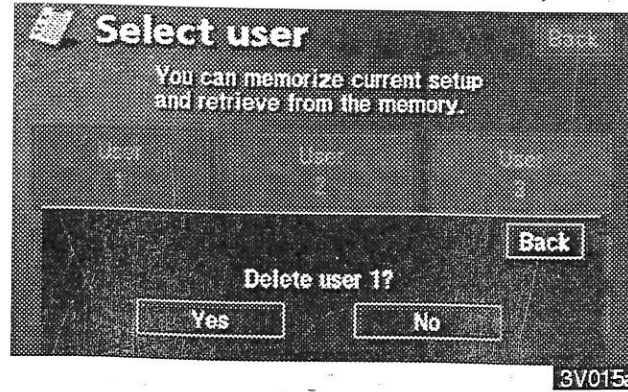 Select user
Back
You can memorize current setup
and retrieve from the memory.
User User User
1 2 3
Back
Delete user 1?
Yes No
3V015